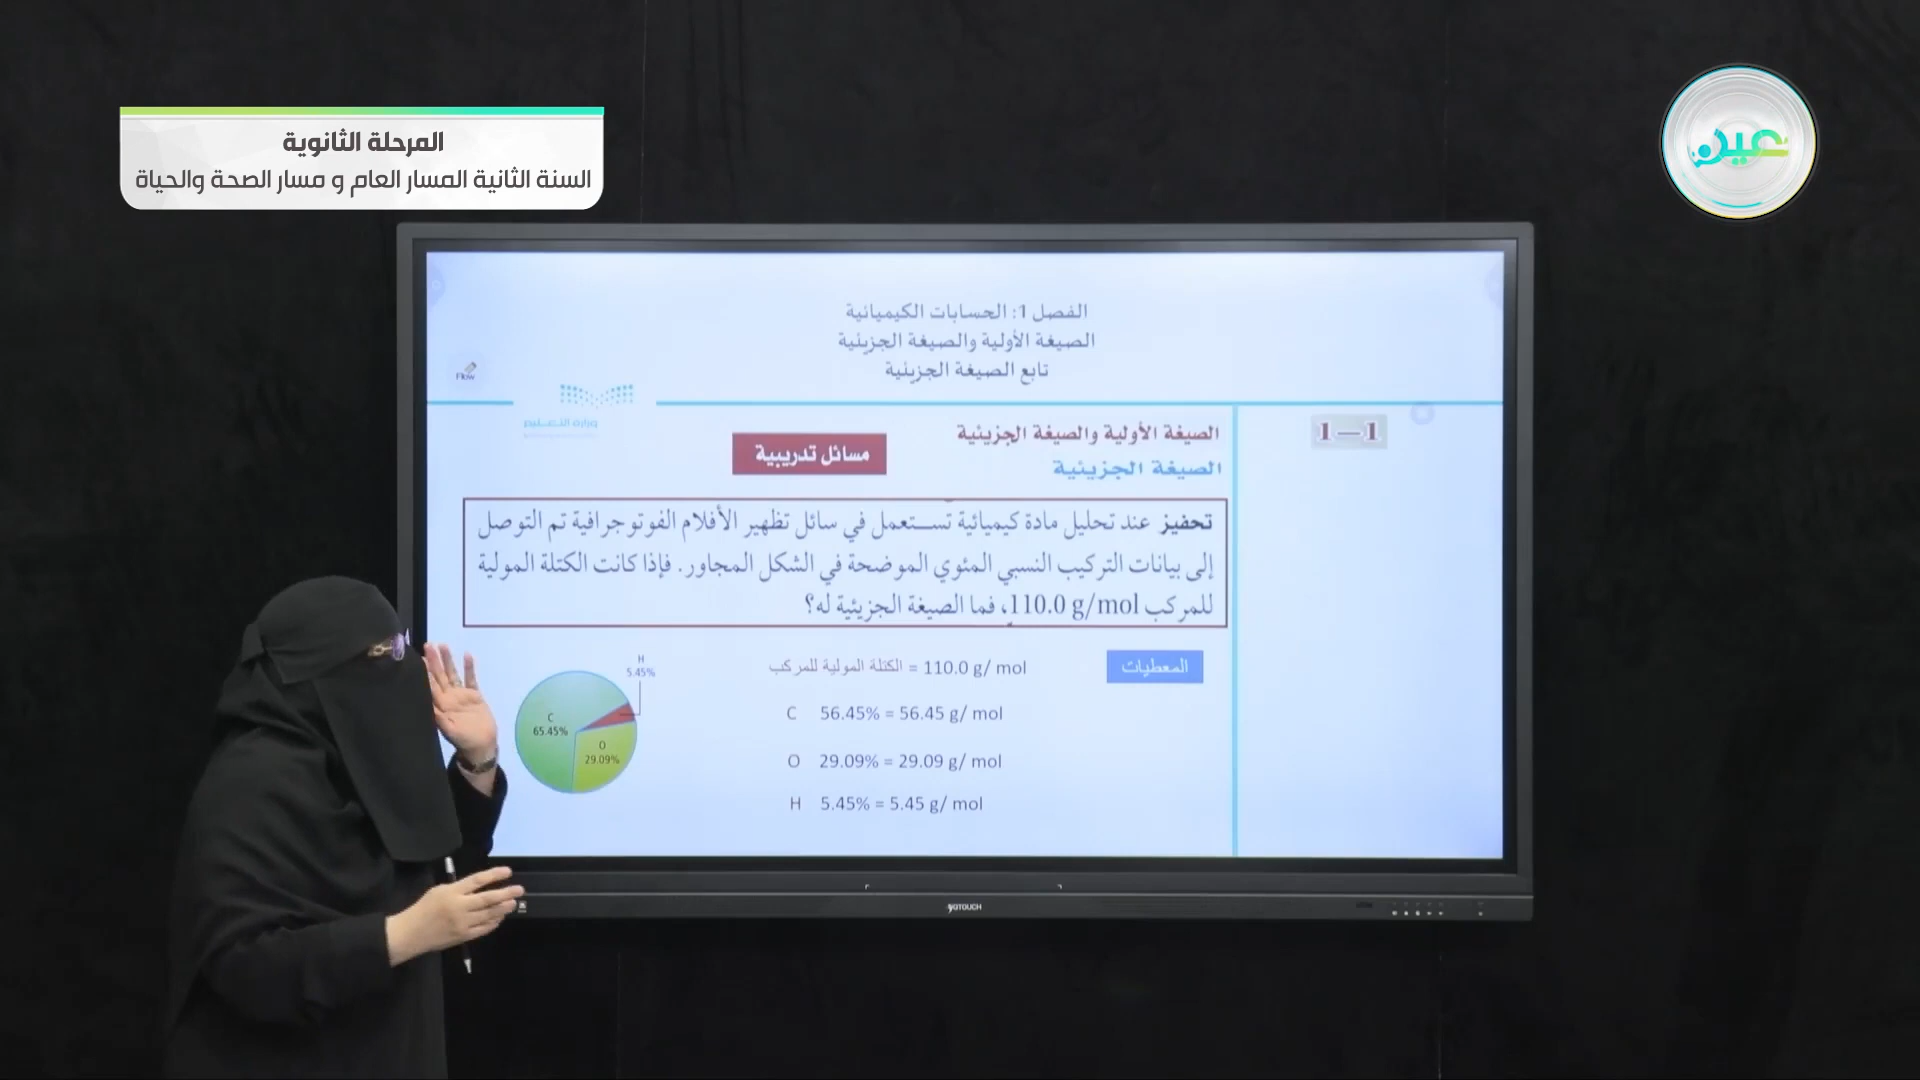 المرحلة الثانوية
السنة الثانية المسار العام و مسار الصحة والحياة
عين
الفصل 1: الحسابات الكيميائية
الصيغة الأولية والصيغة الجزيئية
تابع الصيغة الجزيئية
Flow
وزارة التعليم
1—1
الصيغة الأولية والصيغة الجزيئية
الصيغة الجزيئية
مسائل تدريبية
تحفيز عند تحليل مادة كيميائية تستعمل في سائل تظهير الأفلام الفوتوجرافية تم التوصل
إلى بيانات التركيب النسبي المئوي الموضحة في الشكل المجاور. فإذا كانت الكتلة المولية
للمركب 110.0 g/mol، فما الصيغة الجزيئية له؟
المعطيات
الكتلة المولية للمركب = 110.0 g/ mol
C 56.45% = 56.45 g/ mol
O 29.09% = 29.09 g/ mol
H 5.45% = 5.45 g/ mol
H
5.45%
C
65.45%
O
29.09%
YOTOUCH